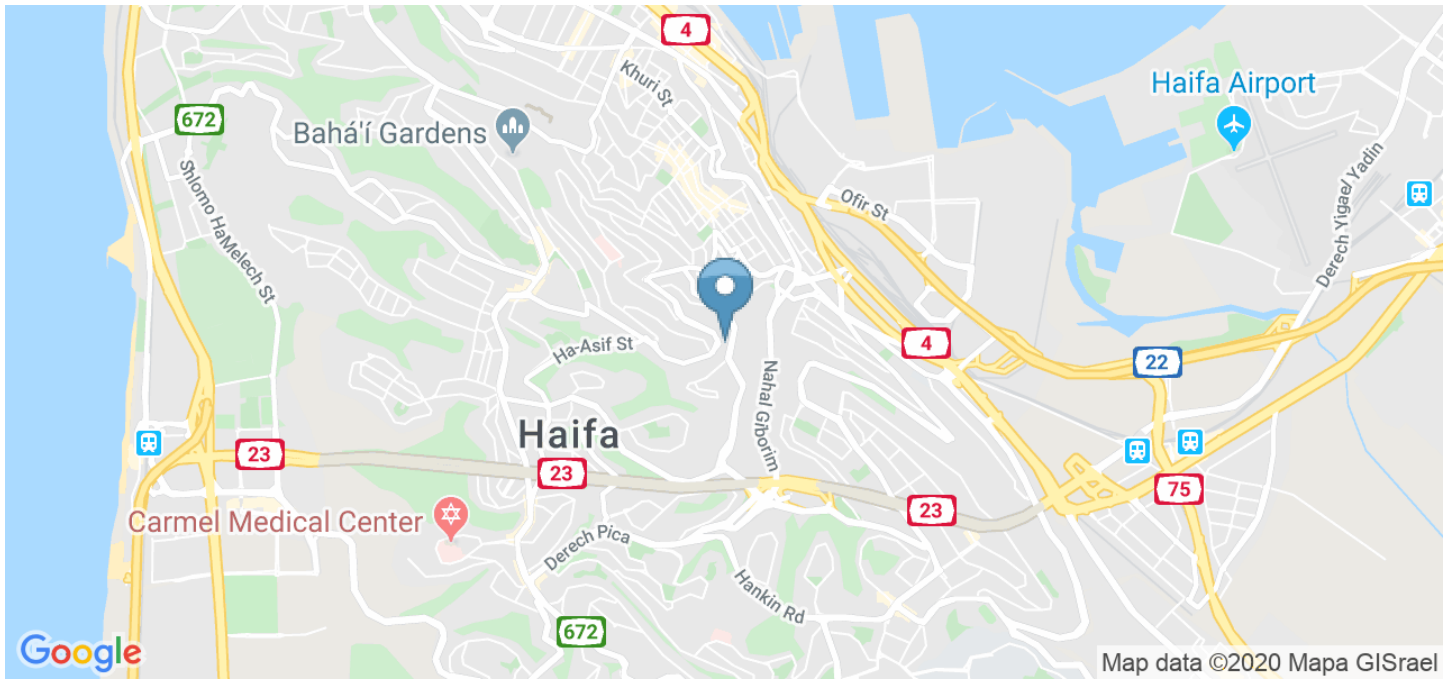 4
Khuri St
Haifa Airport
672
Bahá'í Gardens
Shlomo HaMelech St
Ofir St
Derech Yigael Yadin
Ha-Asif St
4
22
Nahal Giborim
Haifa
23
23
75
23
Carmel Medical Center
Derech Pica
Hankin Rd
672
Google
Map data ©2020 Mapa GISrael